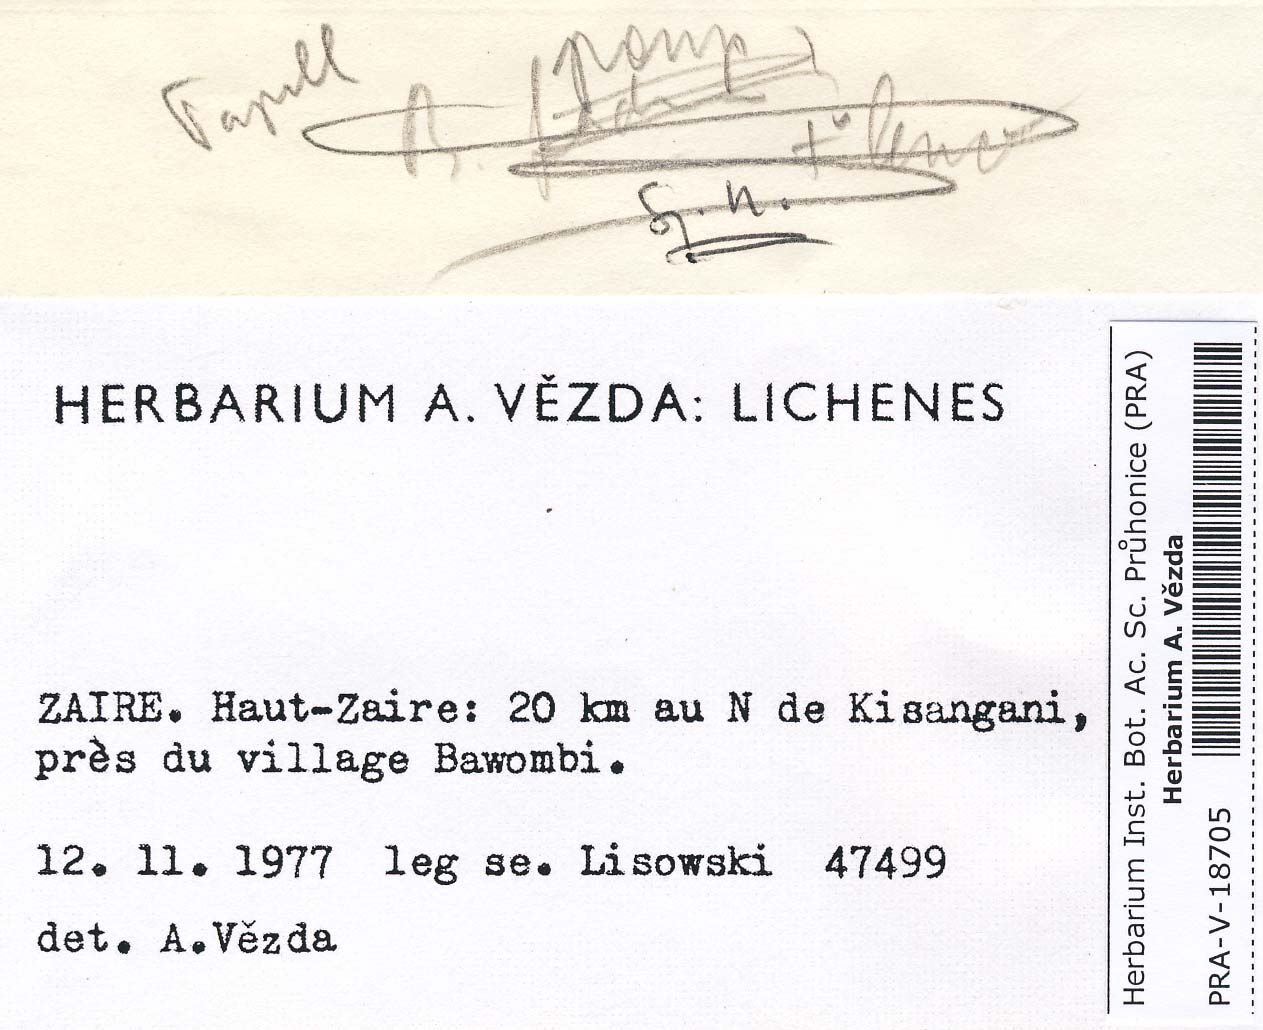 Sp. n.
HERBARIUM A. VĚZDA: LICHENES
ZAIRE. Haut-Zaire: 20 km au N de Kisangani,
près du village Bawombi.
12. 11. 1977 leg se. Lisowski 47499
det. A.Vězda
Herbarium Inst. Bot. Ac. Sc. Průhonice (PRA)
Herbarium A. Vězda
PRA-V-18705